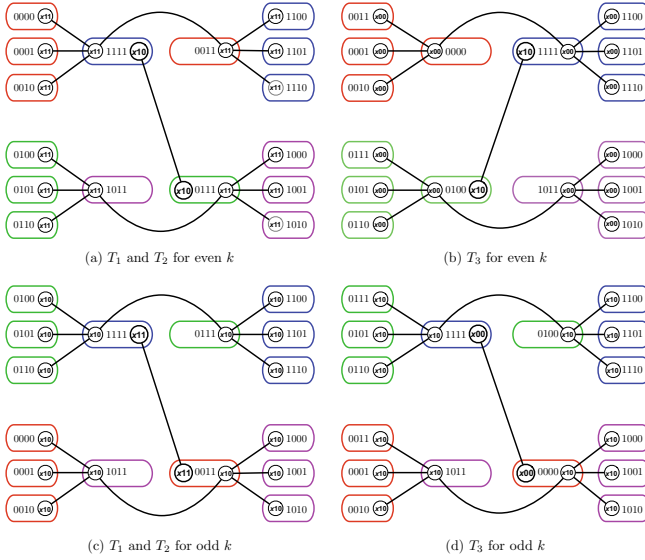 0000 x11 1100 x11
0001 x11 x11 1111 x10 0011 x11 x11 1101
0010 x11 x11 1110
0100 x11 x11 1000
0101 x11 x11 1011 x10 0111 x11 x11 1001
0110 x11 x11 1010
(a) T1 and T2 for even k
0011 x00 x00 1100
0001 x00 x00 0000 x10 1111 x00 x00 1101
0010 x00 x00 1110
0111 x00 x00 1000
0101 x00 x00 0100 x10 1011 x00 x00 1001
0110 x00 x00 1010
(b) T3 for even k
0100 x10 x10 1100
0101 x10 x10 1111 x11 0111 x10 x10 1101
0110 x10 x10 1110
0000 x10 x10 1000
0001 x10 x10 1011 x11 0011 x10 x10 1001
0010 x10 x10 1010
(c) T1 and T2 for odd k
0111 x10 x10 1100
0101 x10 x10 1111 x00 0100 x10 x10 1101
0110 x10 x10 1110
0011 x10 x10 1000
0001 x10 x10 1011 x00 0000 x10 x10 1001
0010 x10 x10 1010
(d) T3 for odd k